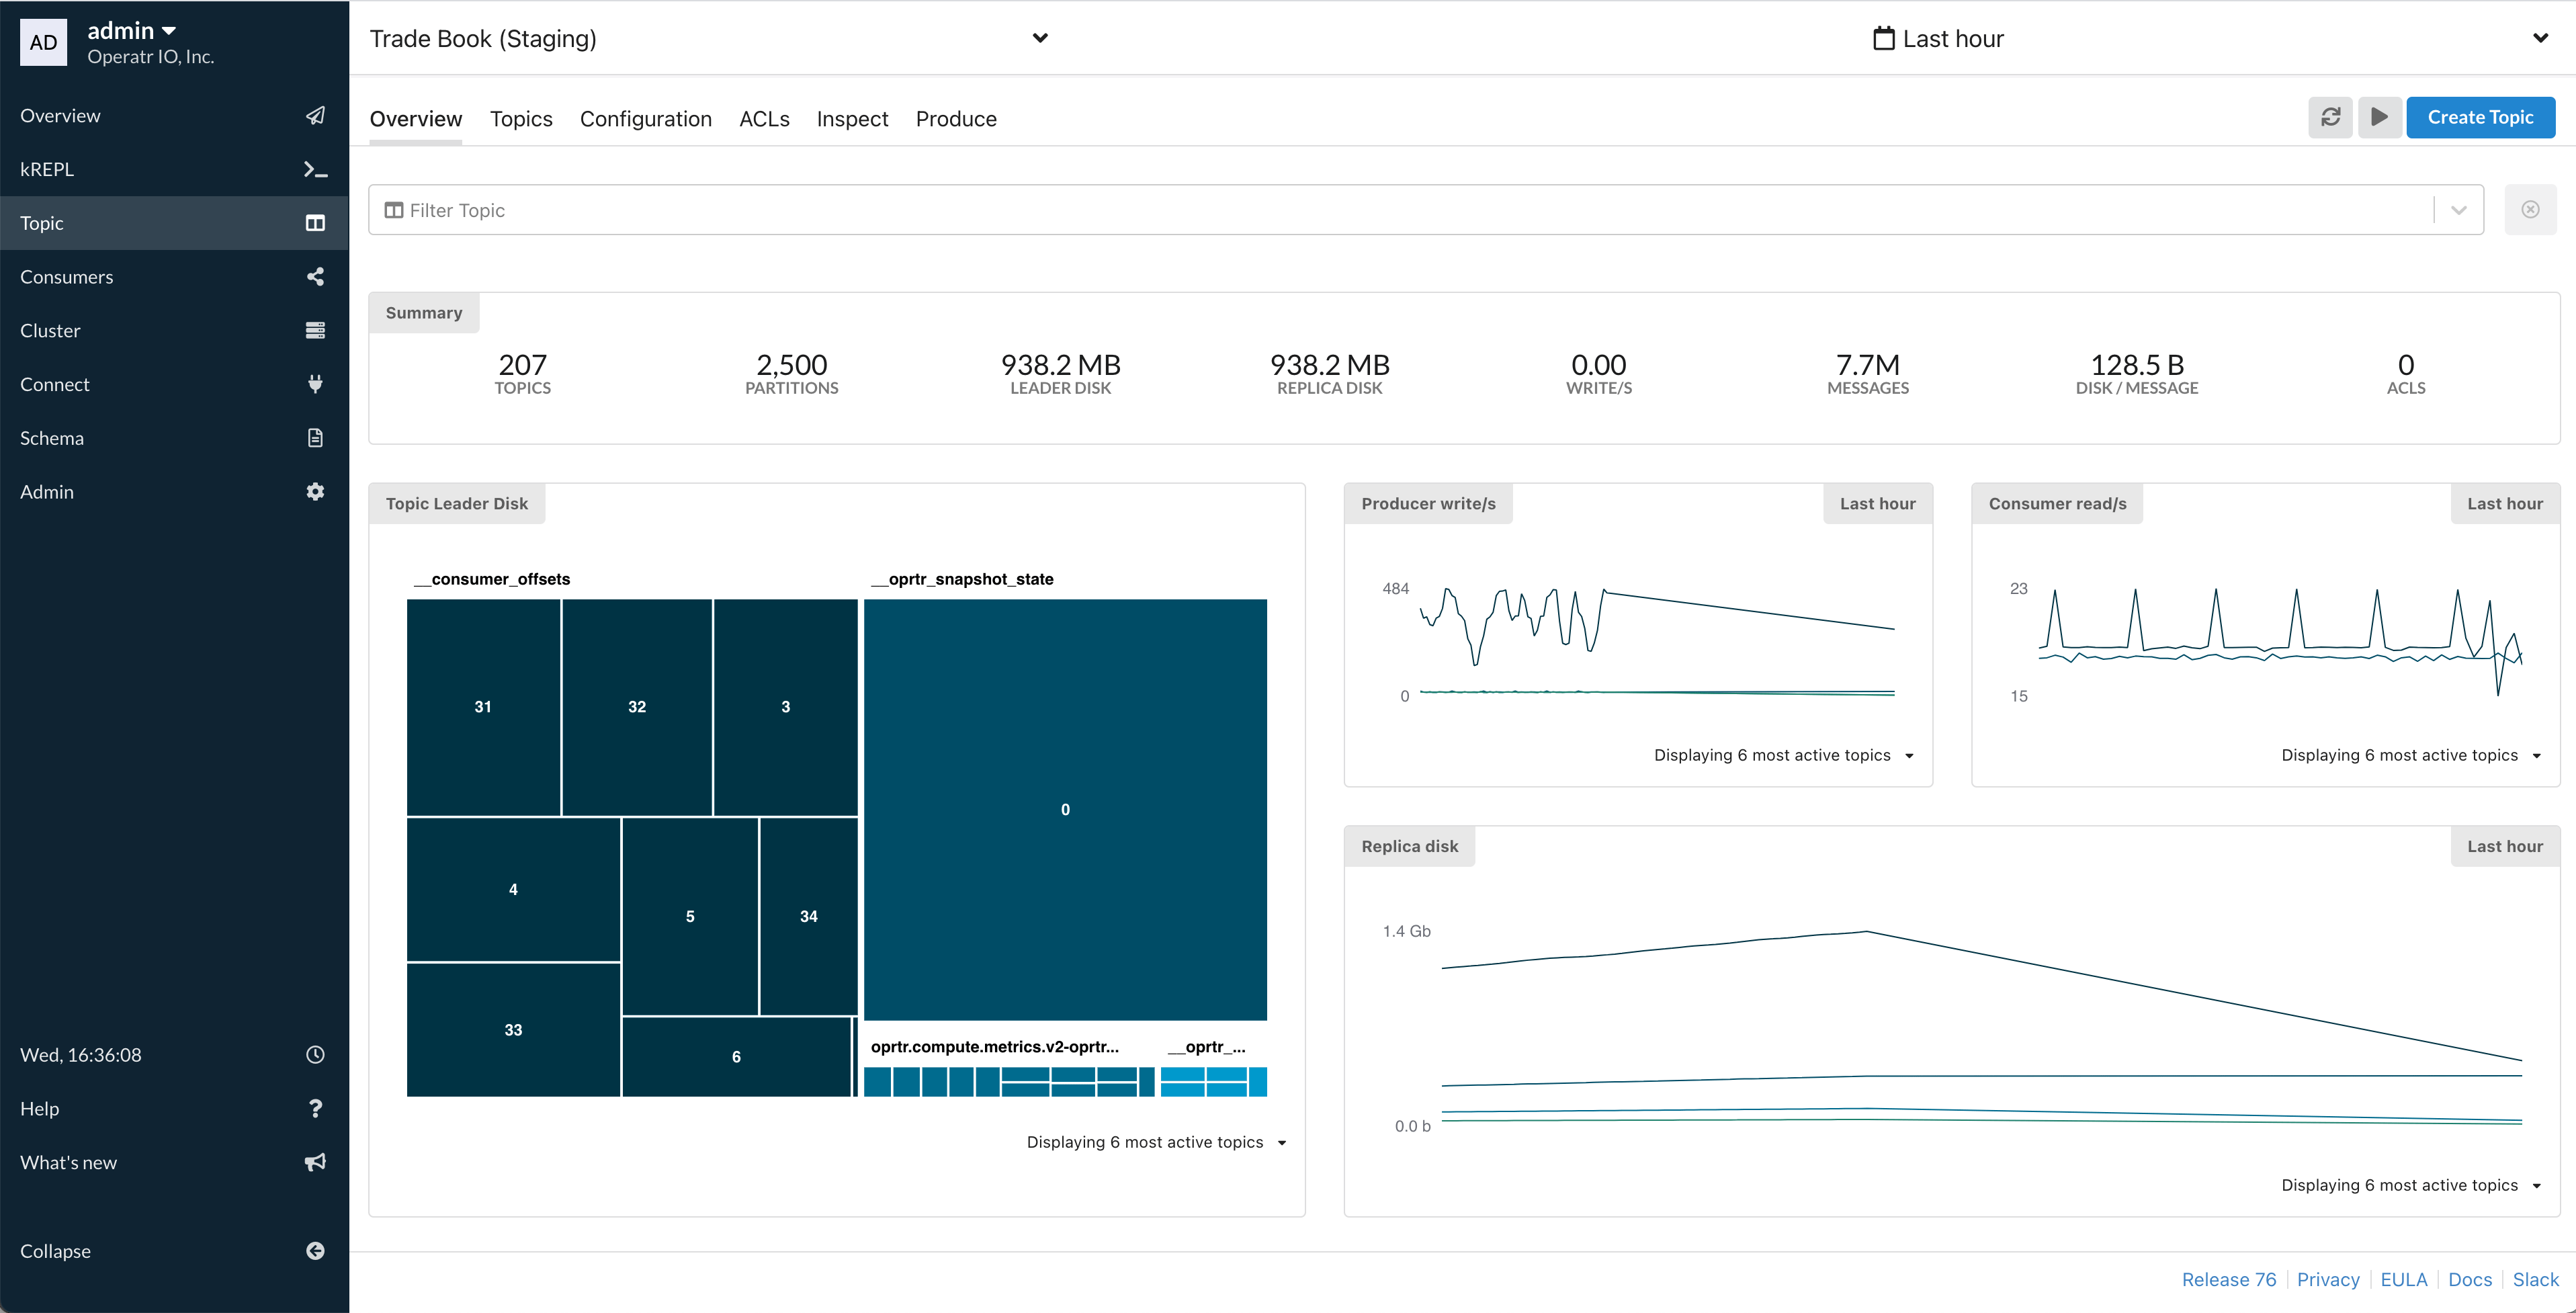 AD
admin
Operatr IO, Inc.
Overview
kREPL
Topic
Consumers
Cluster
Connect
Schema
Admin
Wed, 16:36:08
Help
What's new
Collapse
Trade Book (Staging)
Last hour
Overview Topics Configuration ACLs Inspect Produce
Create Topic
Filter Topic
Summary
207 2,500 938.2 MB 938.2 MB 0.00 7.7M 128.5 B 0
TOPICS PARTITIONS LEADER DISK REPLICA DISK WRITE/S MESSAGES DISK / MESSAGE ACLS
Topic Leader Disk
__consumer_offsets __oprtr_snapshot_state
31 32 3
0
4
5 34
33
6
oprtr.compute.metrics.v2-oprtr... __oprtr_...
Displaying 6 most active topics
Producer write/s Last hour
484
0
Displaying 6 most active topics
Consumer read/s Last hour
23
15
Displaying 6 most active topics
Replica disk Last hour
1.4 Gb
0.0 b
Displaying 6 most active topics
Release 76 Privacy EULA Docs Slack